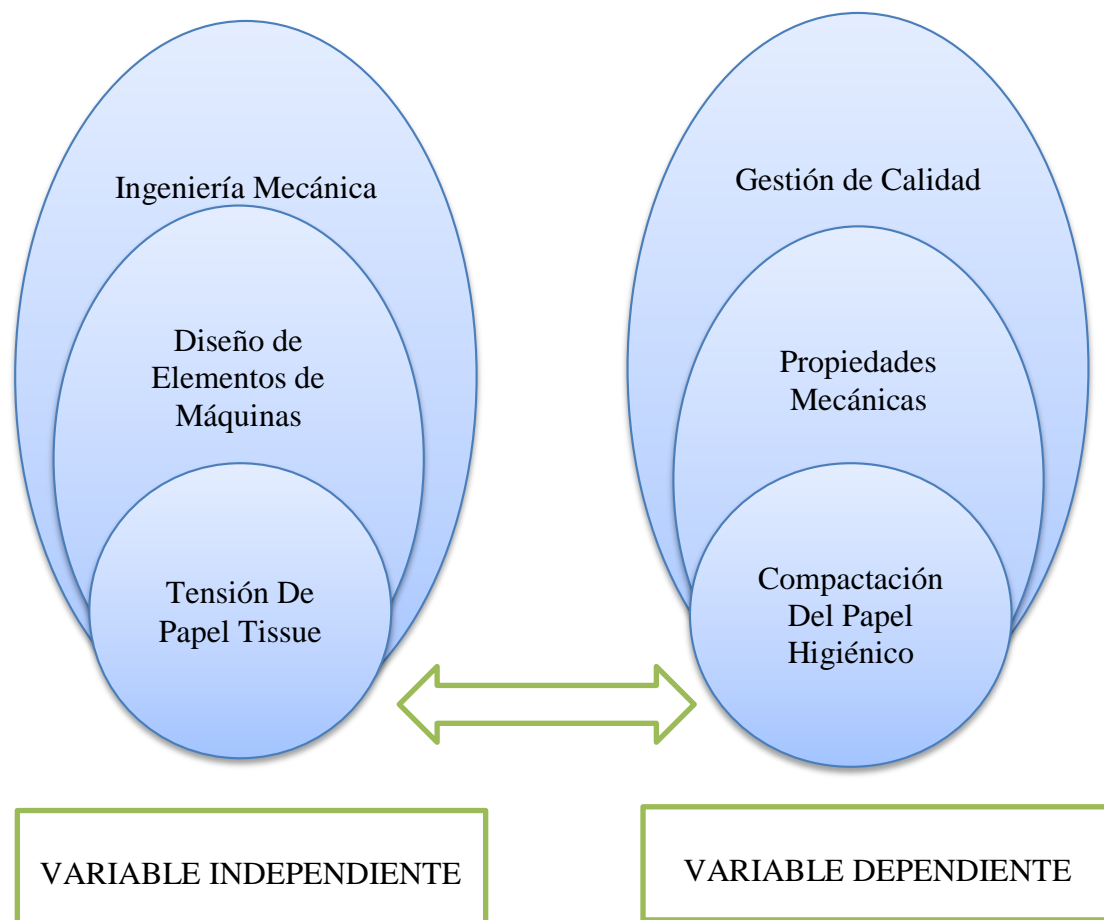 Ingeniería Mecánica
Diseño de
Elementos de
Máquinas
Tensión De
Papel Tissue
VARIABLE INDEPENDIENTE
Gestión de Calidad
Propiedades
Mecánicas
Compactación
Del Papel
Higiénico
VARIABLE DEPENDIENTE